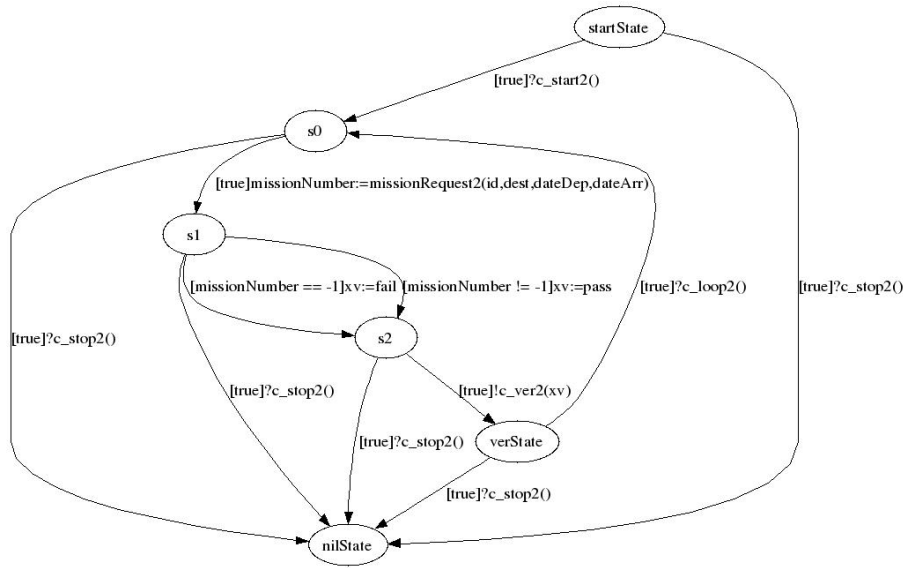 startState
[true]?c_start2()
s0
[true]missionNumber:=missionRequest2(id,dest,dateDep,dateArr)
s1
[missionNumber == -1]xv:=fail
[missionNumber != -1]xv:=pass
[true]?c_loop2()
[true]?c_stop2()
[true]?c_stop2()
s2
[true]?c_stop2()
[true]!c_ver2(xv)
[true]?c_stop2()
verState
[true]?c_stop2()
nilState